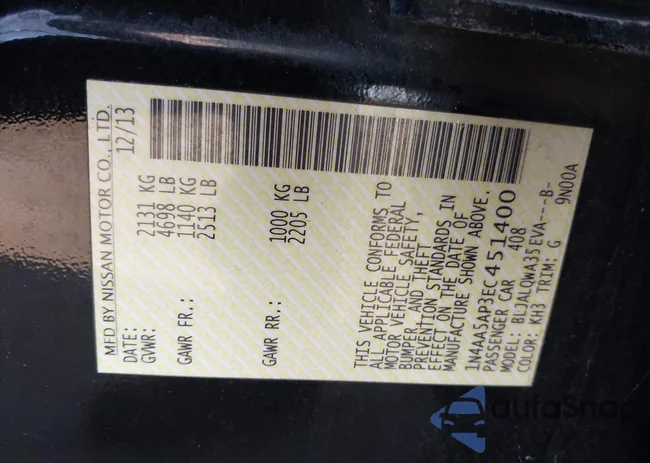 MFD BY NISSAN MOTOR CO., LTD.
DATE: 12/13
GVWR: 2131 KG
4698 LB
GAWR FR.: 1140 KG
2513 LB
GAWR RR.: 1000 KG
2205 LB
THIS VEHICLE CONFORMS TO
ALL APPLICABLE FEDERAL
MOTOR VEHICLE SAFETY,
BUMPER, AND THEFT
PREVENTION STANDARDS IN
EFFECT ON THE DATE OF
MANUFACTURE SHOWN ABOVE.
1N4AA5AP3EC451400
PASSENGER CAR 408
MODEL: BL3ALQWA35EVA---B-
COLOR: KH3 TRIM: G 9N00A
autoSnap